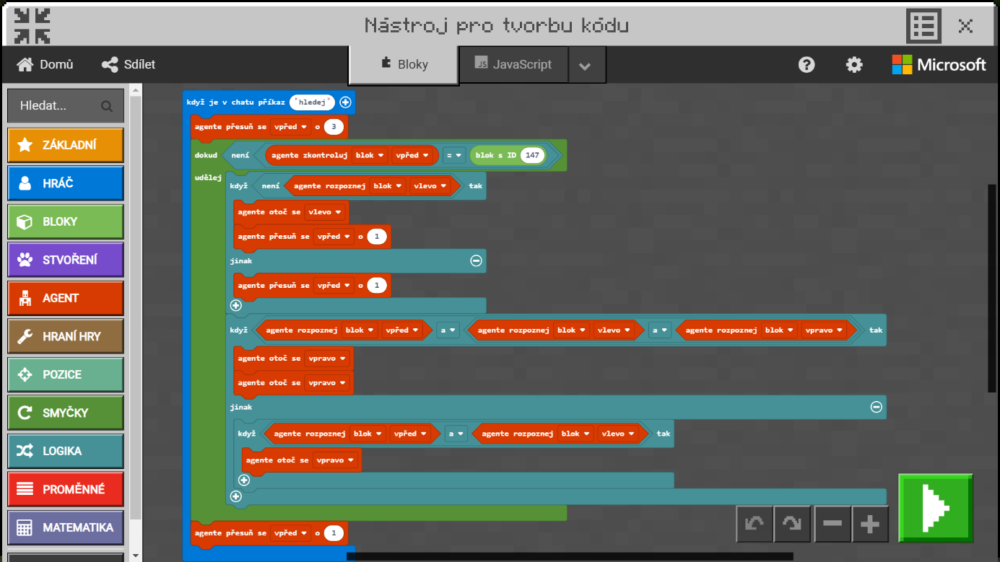 Nástroj pro tvorbu kódu
Domů Sdílet Bloky JavaScript Microsoft
Hledat...
ZÁKLADNÍ
HRÁČ
BLOKY
STVOŘENÍ
AGENT
HRANÍ HRY
POZICE
SMYČKY
LOGIKA
PROMĚNNÉ
MATEMATIKA
když je v chatu příkaz "hledej"
agente přesuň se vpřed o 3
dokud není agente zkontroluj blok vpřed = blok s ID 147
udělej
když není agente rozpoznej blok vlevo tak
agente otoč se vlevo
agente přesuň se vpřed o 1
jinak
agente přesuň se vpřed o 1
když agente rozpoznej blok vpřed a agente rozpoznej blok vlevo a agente rozpoznej blok vpravo tak
agente otoč se vpravo
agente otoč se vpravo
jinak
když agente rozpoznej blok vpřed a agente rozpoznej blok vlevo tak
agente otoč se vpravo
agente přesuň se vpřed o 1